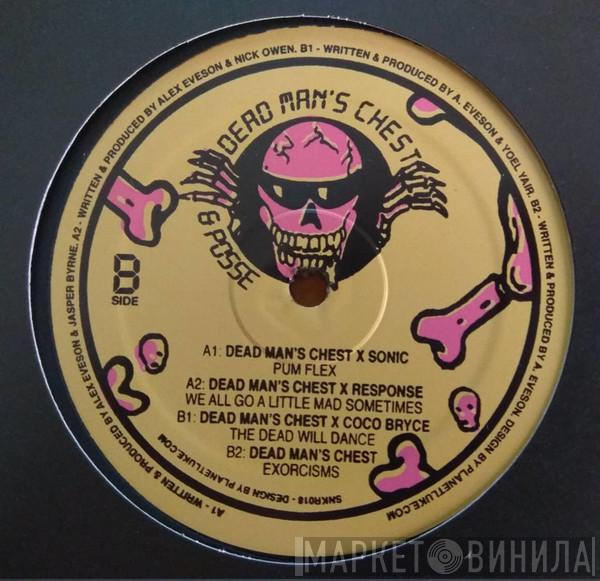 DEAD MAN'S CHEST
& POSSE
B
SIDE
A1: DEAD MAN'S CHEST X SONIC
PUM FLEX
A2: DEAD MAN'S CHEST X RESPONSE
WE ALL GO A LITTLE MAD SOMETIMES
B1: DEAD MAN'S CHEST X COCO BRYCE
THE DEAD WILL DANCE
B2: DEAD MAN'S CHEST
EXORCISMS
A1 - WRITTEN & PRODUCED BY ALEX EVESON & JASPER BYRNE. A2 - WRITTEN & PRODUCED BY ALEX EVESON & NICK OWEN. B1 - WRITTEN & PRODUCED BY A. EVESON & YOEL YAIR. B2 - WRITTEN & PRODUCED BY A. EVESON. DESIGN BY PLANETLUKE.COM
SNKR018 - DESIGN BY PLANETLUKE.COM
МАРКЕТОВИНИЛА